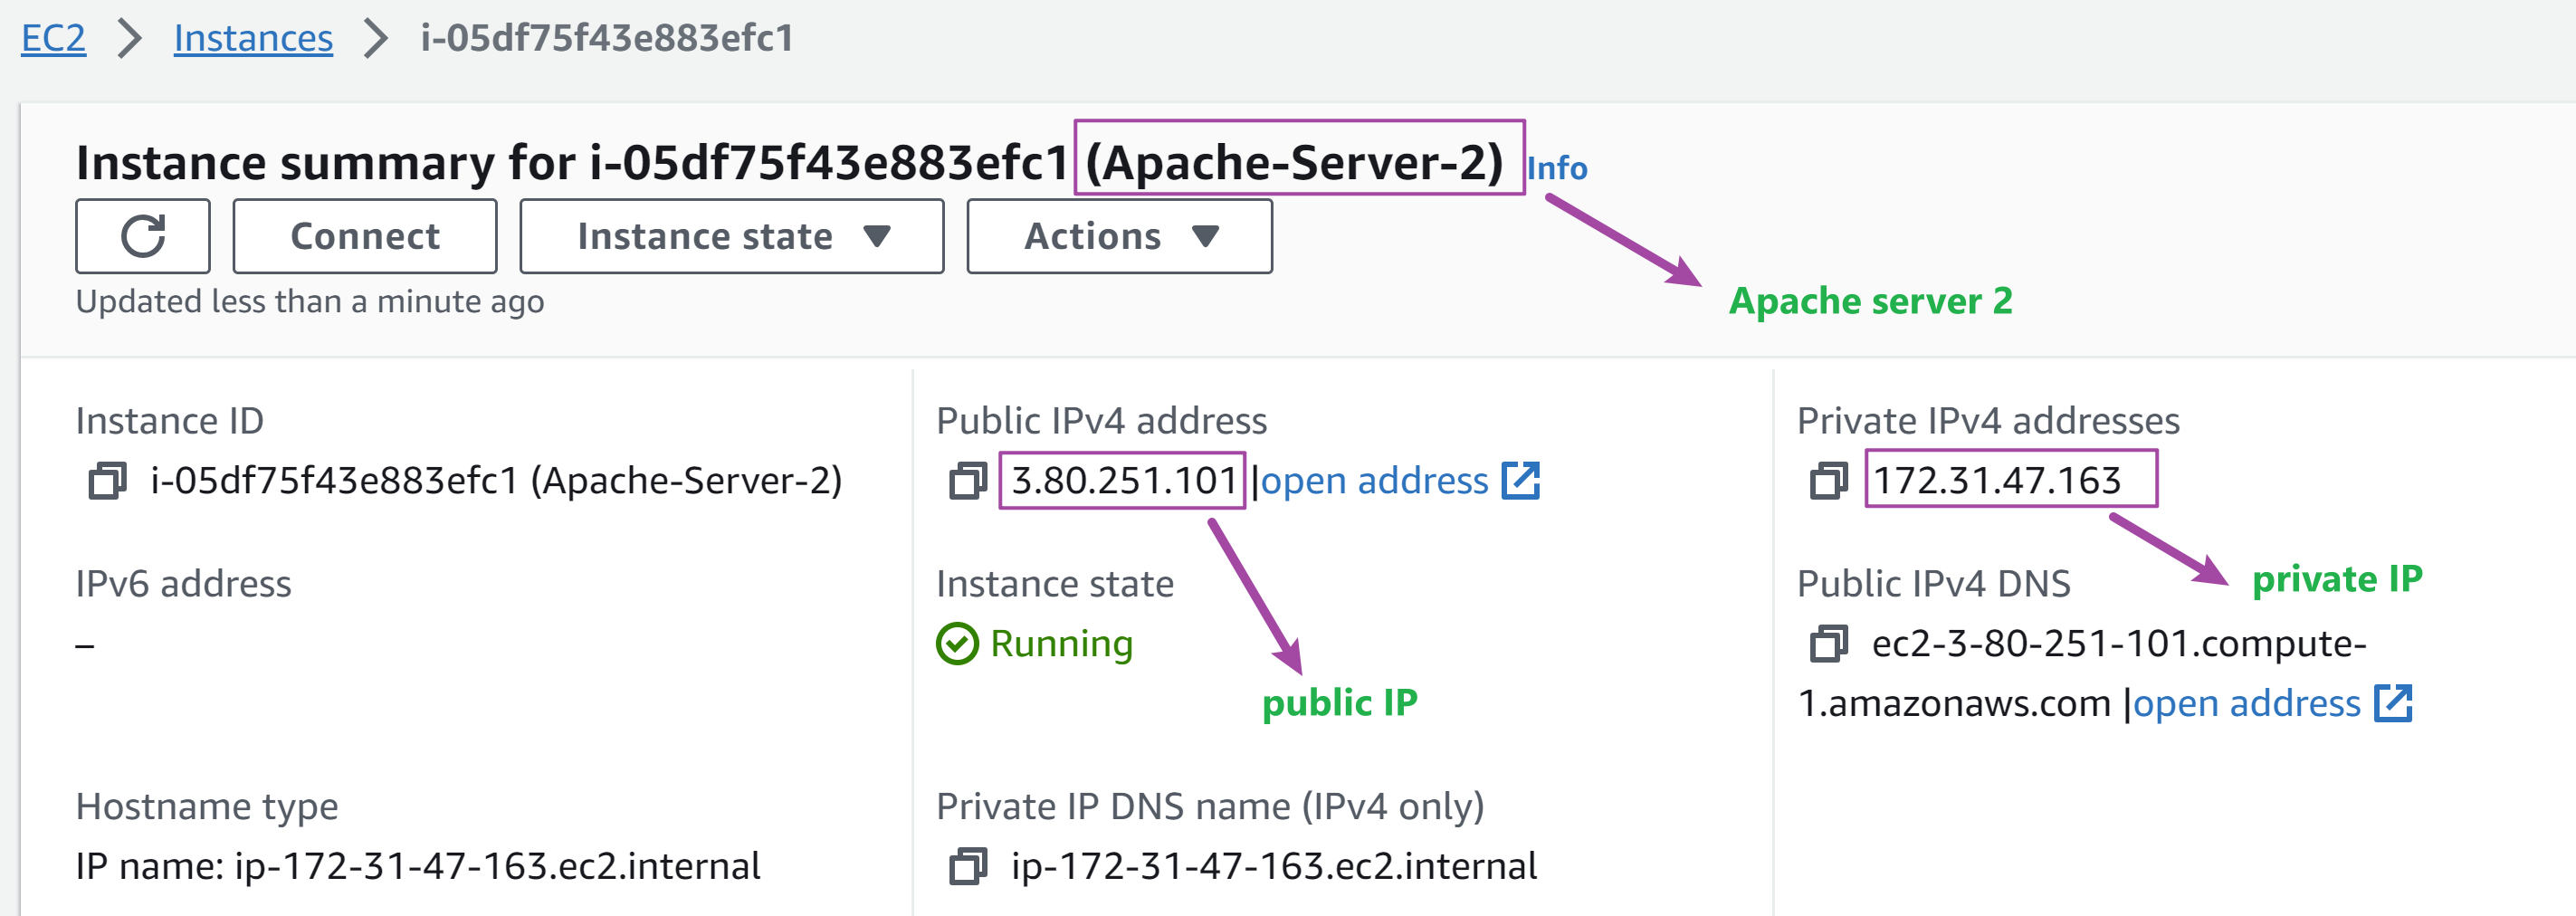 EC2 > Instances > i-05df75f43e883efc1
Instance summary for i-05df75f43e883efc1 (Apache-Server-2) Info
Connect
Instance state
Actions
Updated less than a minute ago
Apache server 2
Instance ID
i-05df75f43e883efc1 (Apache-Server-2)
Public IPv4 address
3.80.251.101 |open address
public IP
Private IPv4 addresses
172.31.47.163
private IP
IPv6 address
–
Instance state
Running
Public IPv4 DNS
ec2-3-80-251-101.compute-
1.amazonaws.com |open address
Hostname type
IP name: ip-172-31-47-163.ec2.internal
Private IP DNS name (IPv4 only)
ip-172-31-47-163.ec2.internal